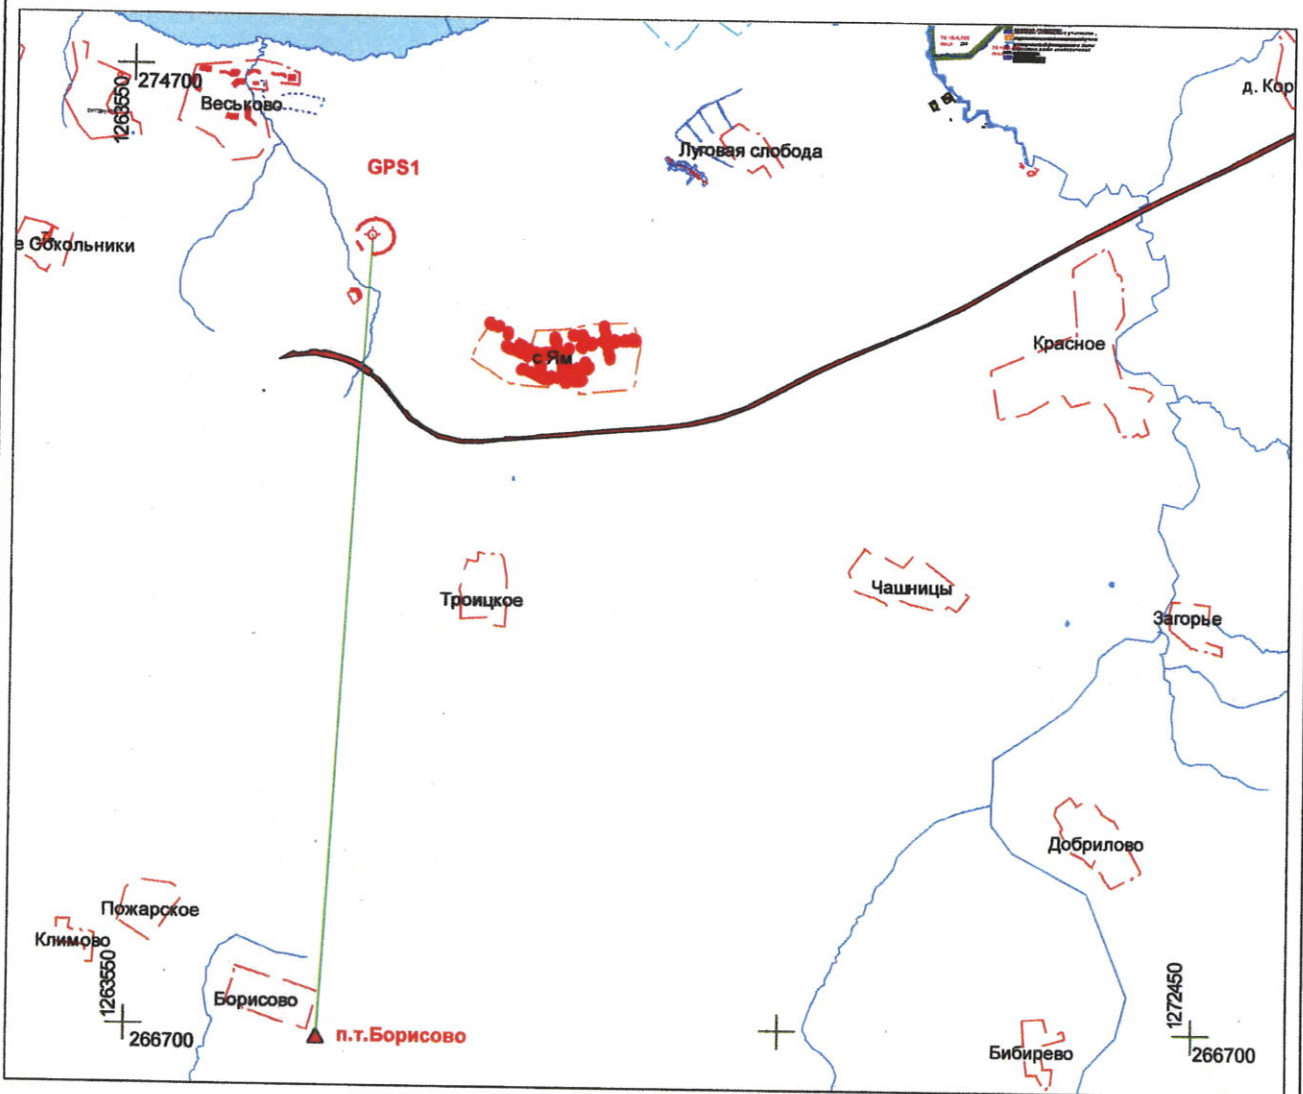 д. Кор
274700
1263550
Веськово
Луговая слобода
GPS1
е Сокольники
Красное
с Ям
Чашницы
Троицкое
Загорье
Добрилово
Пожарское
Климово
1263550
1272450
Борисово
266700
п.т.Борисово
Бибирево
266700